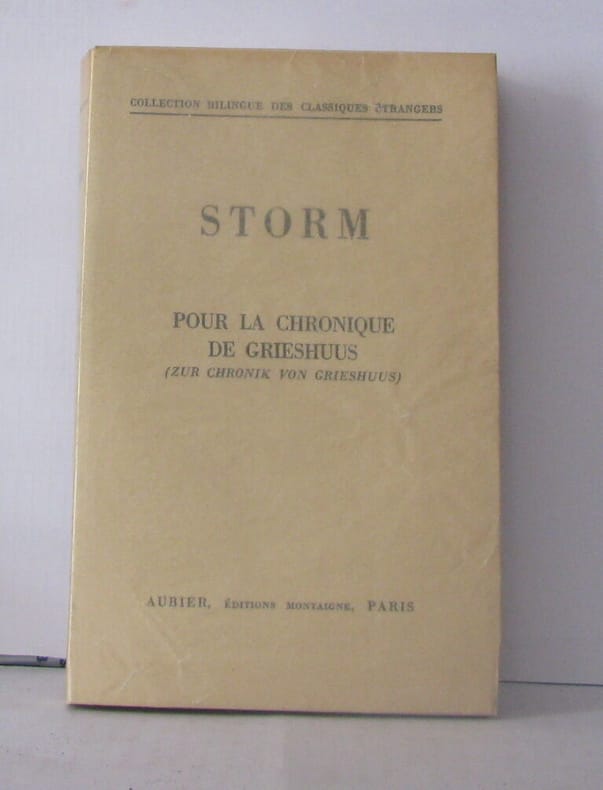 COLLECTION BILINGUE DES CLASSIQUES ÉTRANGERS
STORM
POUR LA CHRONIQUE
DE GRIESHUUS
(ZUR CHRONIK VON GRIESHUUS)
AUBIER, ÉDITIONS MONTAIGNE, PARIS